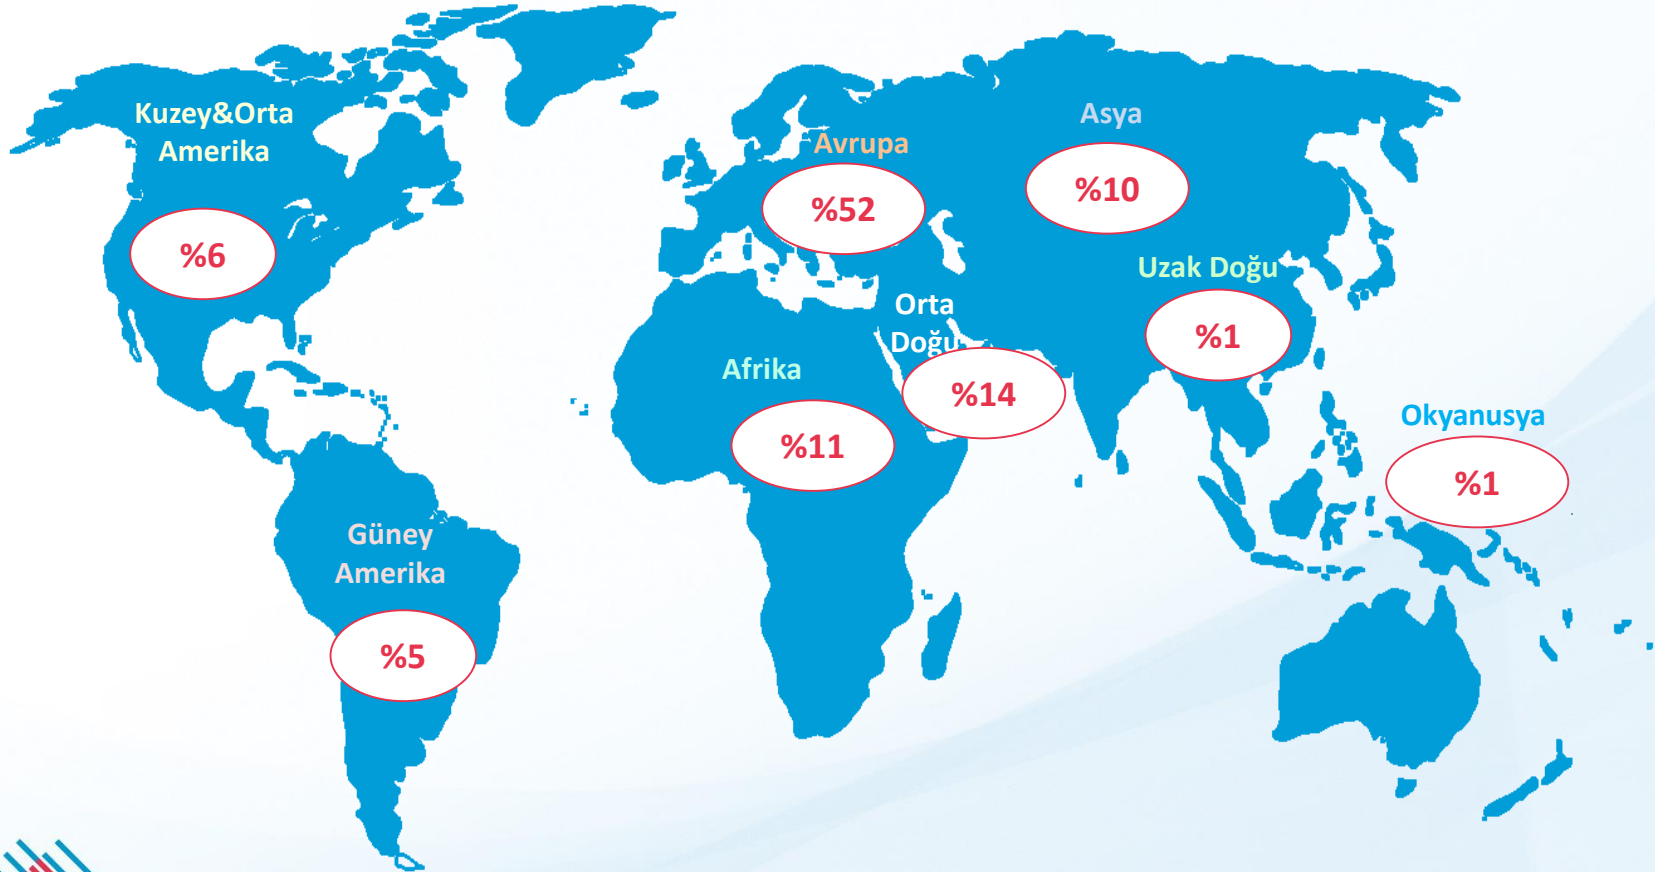 Kuzey&Orta
Amerika
%6
Avrupa
%52
Asya
%10
Uzak Doğu
%1
Orta
Doğu
%14
Afrika
%11
Okyanusya
%1
Güney
Amerika
%5